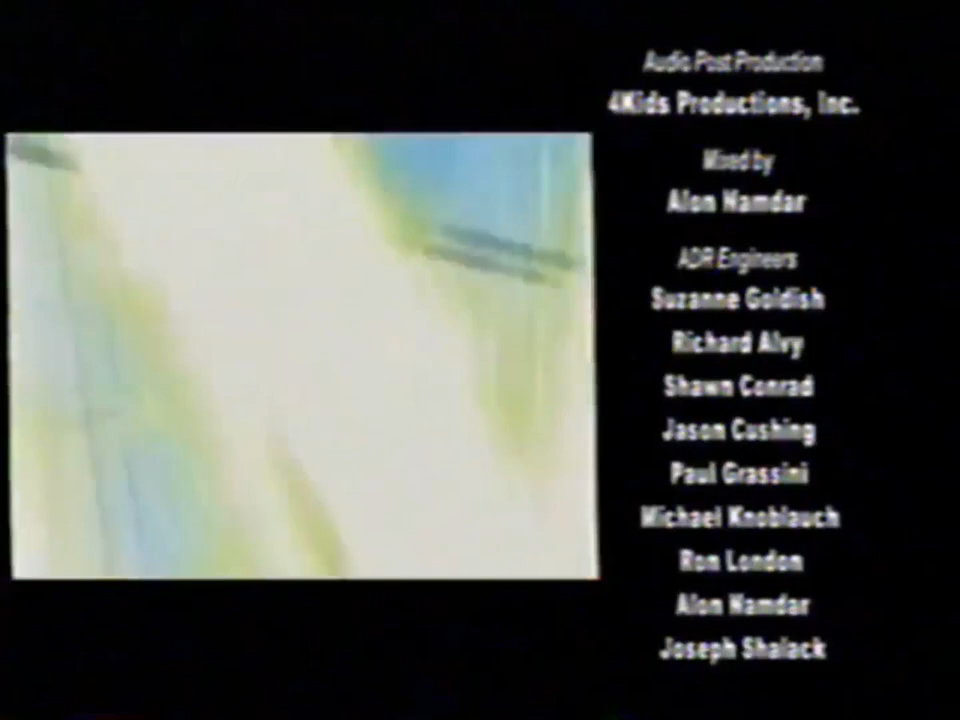 Audio Post Production
4Kids Productions, Inc.
Mixed by
Alon Namdar
ADR Engineers
Suzanne Goldish
Richard Alvy
Shawn Conrad
Jason Cushing
Paul Grassini
Michael Knoblauch
Ron London
Alon Namdar
Joseph Shalack